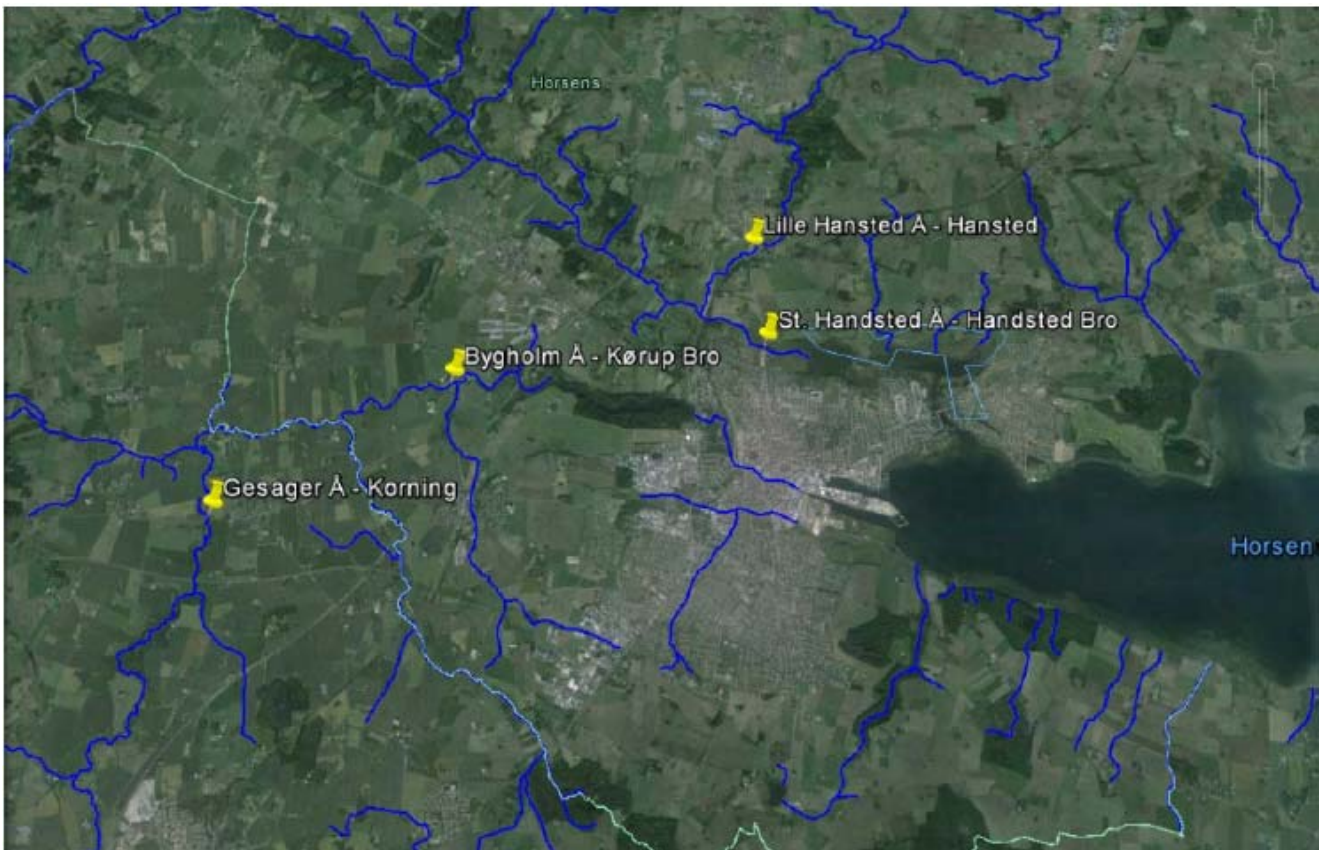 Horsens
Lille Hansted Å - Hansted
St. Handsted Å - Handsted Bro
Bygholm Å - Kørup Bro
Gesager Å - Korning
Horsen